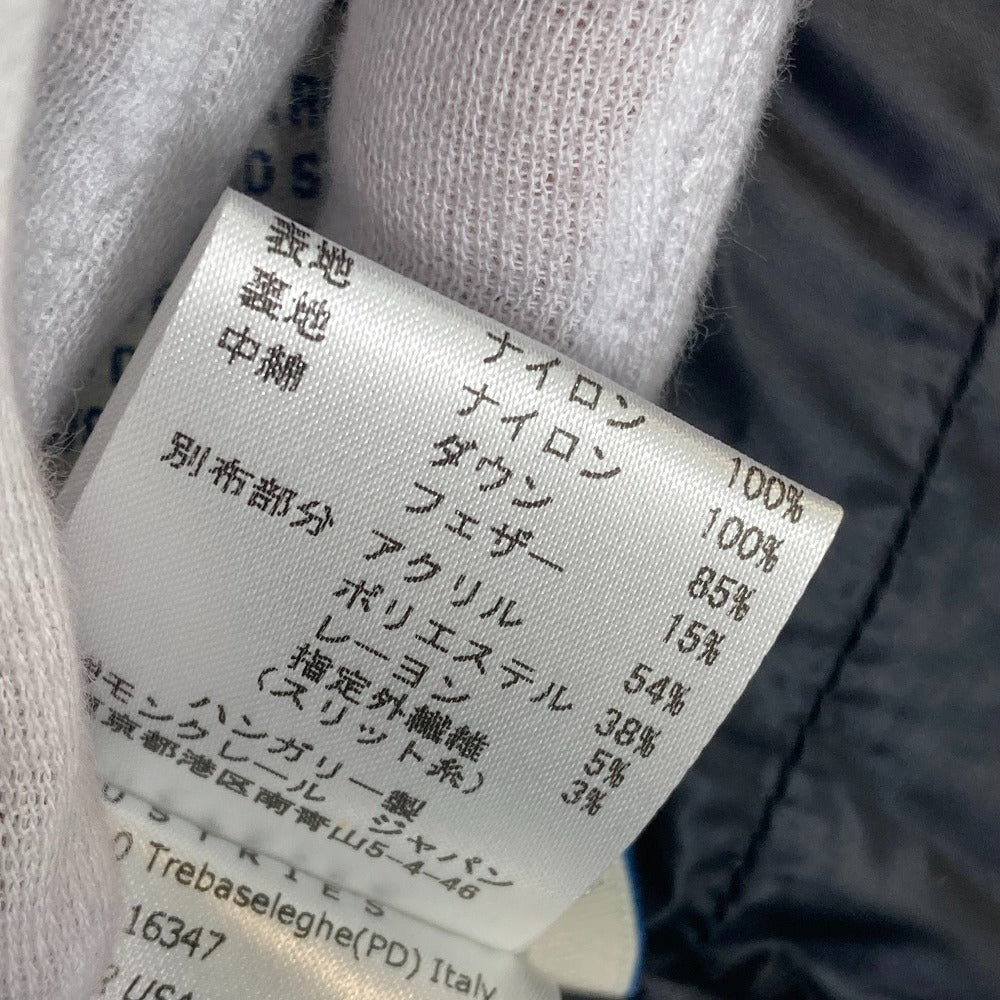 表地 ナイロン 100%
裏地 ナイロン 100%
中綿 ダウン 85%
フェザー 15%
別布部分 アクリル 54%
ポリエステル 38%
レーヨン 5%
指定外繊維 3%
(スリット糸)
ハンガリー製
モンクレール ジャパン
東京都港区南青山5-4-46
USTRIES
Trebaseleghe(PD) Italy
16347
USA